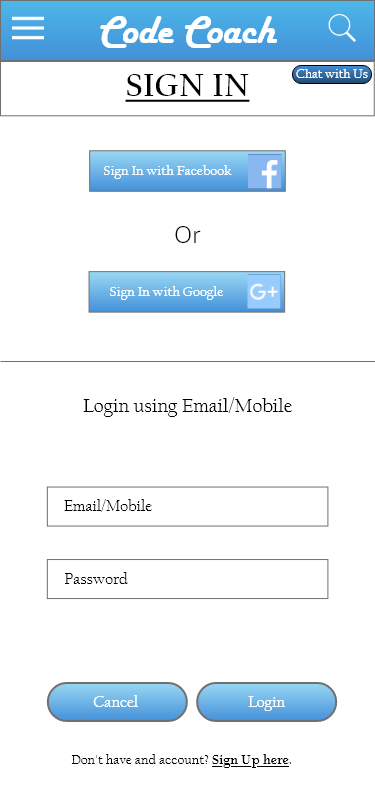 Code Coach
SIGN IN
Chat with Us
Sign In with Facebook
Or
Sign In with Google
G+
Login using Email/Mobile
Email/Mobile
Password
Cancel
Login
Don't have and account? Sign Up here.